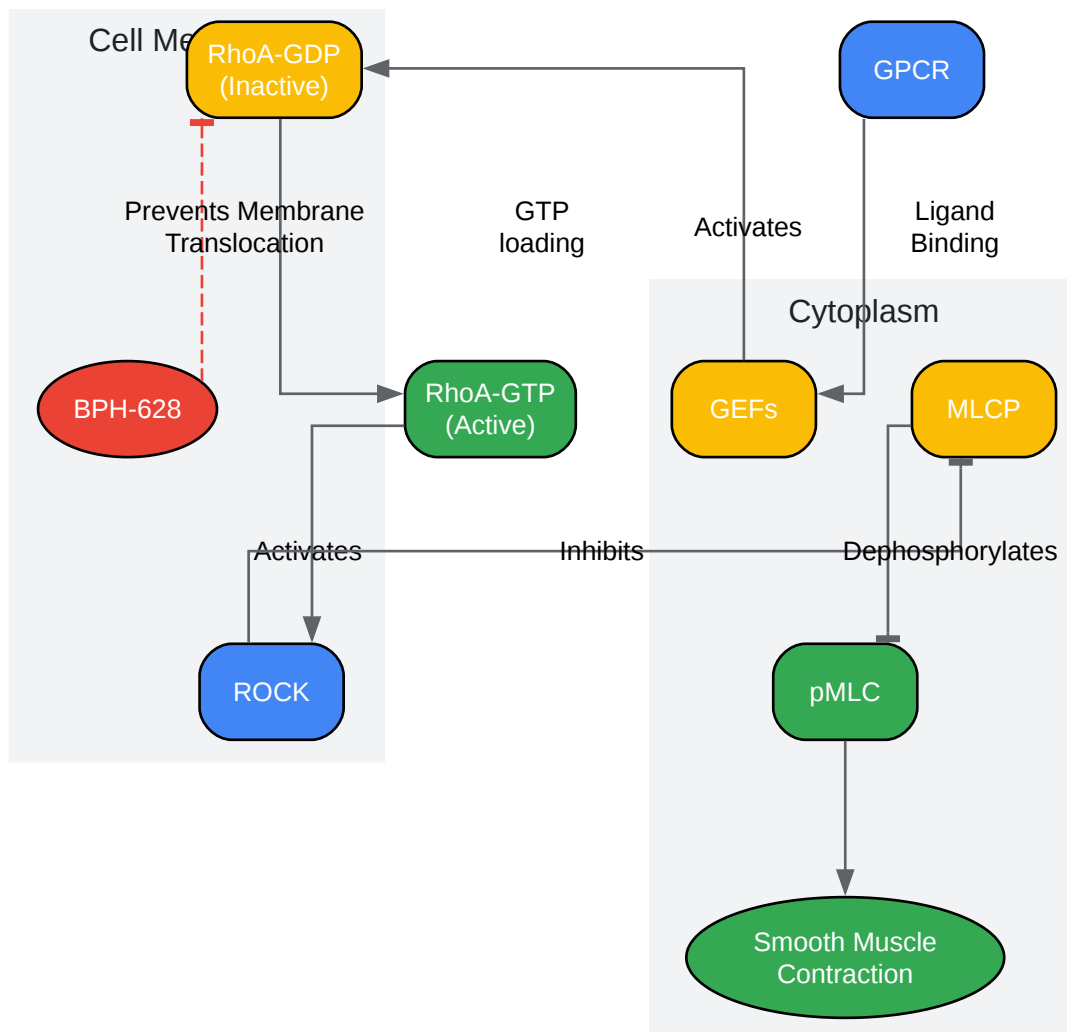 Cell Me
RhoA-GDP
(Inactive)
GPCR
Prevents Membrane
Translocation
GTP
loading
Activates
Ligand
Binding
Cytoplasm
BPH-628
RhoA-GTP
(Active)
GEFs
MLCP
Activates
Inhibits
Dephosphorylates
ROCK
pMLC
Smooth Muscle
Contraction